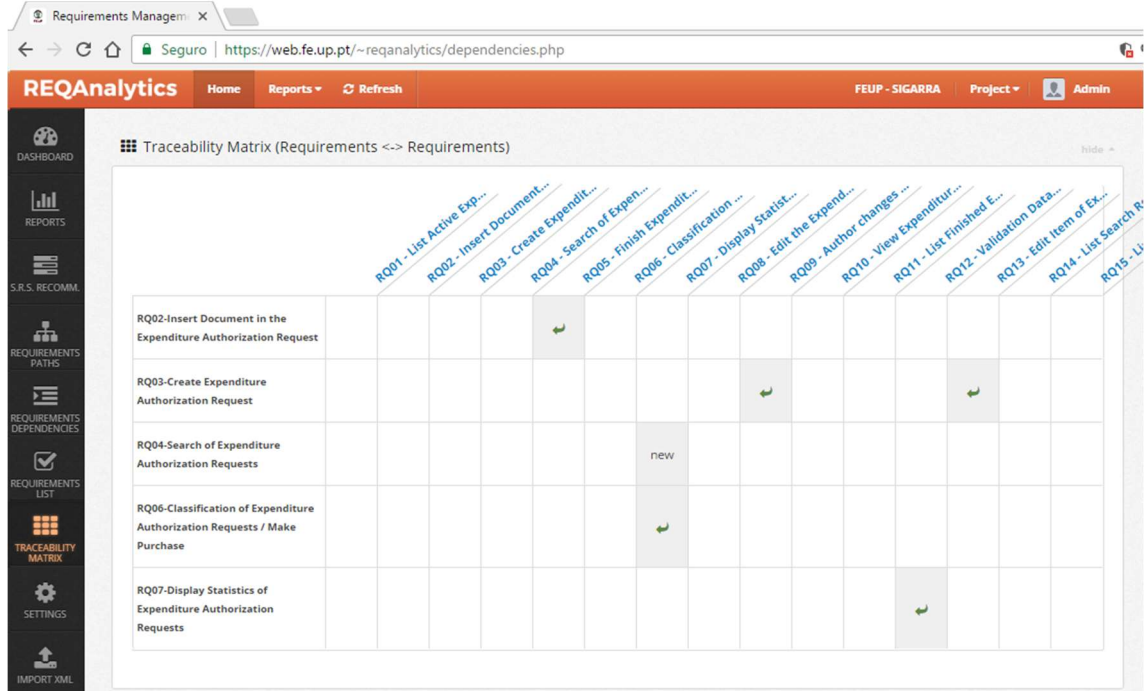 Requirements Managem
Seguro | https://web.fe.up.pt/~reqanalytics/dependencies.php
REQAnalytics Home Reports Refresh FEUP - SIGARRA Project Admin
DASHBOARD
REPORTS
S.R.S. RECOMM.
REQUIREMENTS
PATHS
REQUIREMENTS
DEPENDENCIES
REQUIREMENTS
LIST
TRACEABILITY
MATRIX
SETTINGS
IMPORT XML
Traceability Matrix (Requirements <-> Requirements) hide
RQ01 - List Active Exp...
RQ02 - Insert Document...
RQ03 - Create Expendit...
RQ04 - Search of Expen...
RQ05 - Finish Expendit...
RQ06 - Classification ...
RQ07 - Display Statist...
RQ08 - Edit the Expend...
RQ09 - Author changes ...
RQ10 - View Expenditur...
RQ11 - List Finished E...
RQ12 - Validation Data...
RQ13 - Edit Item of Ex...
RQ14 - List Search R
RQ15 - Li
RQ02-Insert Document in the
Expenditure Authorization Request
RQ03-Create Expenditure
Authorization Request
RQ04-Search of Expenditure
Authorization Requests
new
RQ06-Classification of Expenditure
Authorization Requests / Make
Purchase
RQ07-Display Statistics of
Expenditure Authorization
Requests